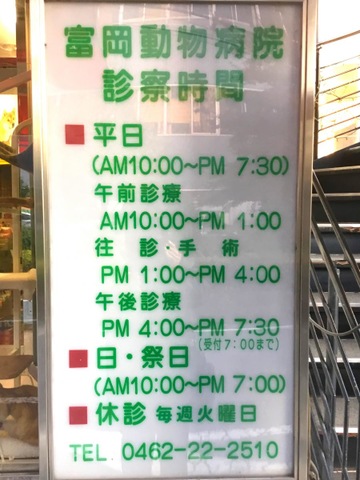 富岡動物病院
診察時間
■平日
(AM10:00～PM 7:30)
午前診療
AM10:00～PM 1:00
往 診・手 術
PM 1:00～PM 4:00
午後診療
PM 4:00～PM 7:30
(受付7:00まで)
■日・祭日
(AM10:00～PM 7:00)
■休診 毎週火曜日
TEL 0462-22-2510